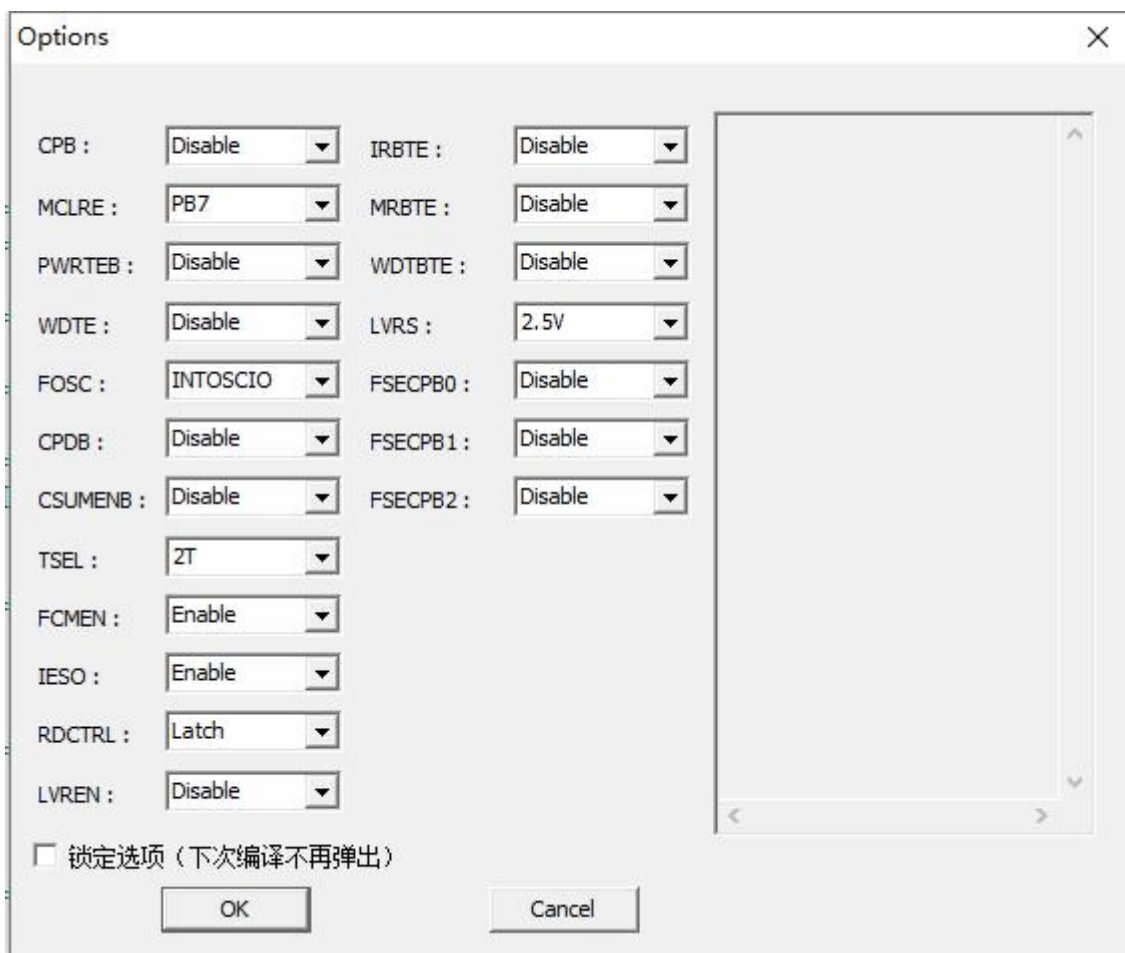 Options
CPB : Disable IRBTE : Disable
MCLRE : PB7 MRBTE : Disable
PWRTEB : Disable WDTBTE : Disable
WDTE : Disable LVRS : 2.5V
FOSC : INTOSCIO FSECPB0 : Disable
CPDB : Disable FSECPB1 : Disable
CSUMENB : Disable FSECPB2 : Disable
TSEL : 2T
FCMEN : Enable
IESO : Enable
RDCTRL : Latch
LVREN : Disable
锁定选项（下次编译不再弹出）
OK Cancel